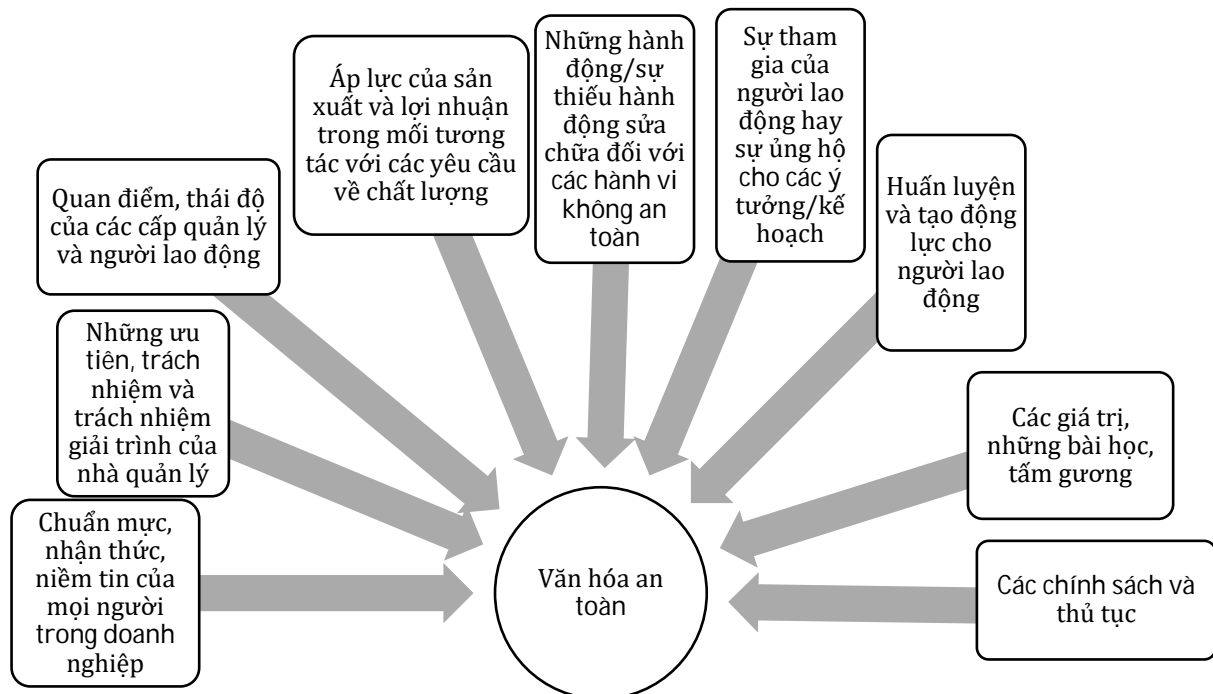 Áp lực của sản
xuất và lợi nhuận
trong mối tương
tác với các yêu cầu
về chất lượng
Những hành
động/sự
thiếu hành
động sửa
chữa đối với
các hành vi
không an
toàn
Sự tham
gia của
người lao
động hay
sự ủng hộ
cho các ý
tưởng/kế
hoạch
Huấn luyện
và tạo động
lực cho
người lao
động
Quan điểm, thái độ
của các cấp quản lý
và người lao động
Những ưu
tiên, trách
nhiệm và
trách nhiệm
giải trình của
nhà quản lý
Các giá trị,
những bài học,
tấm gương
Chuẩn mực,
nhận thức,
niềm tin của
mọi người
trong doanh
nghiệp
Văn hóa an
toàn
Các chính sách và
thủ tục